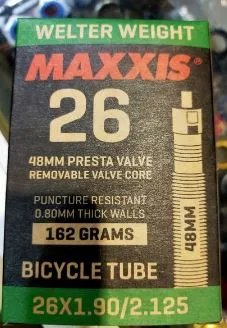 WELTER WEIGHT
MAXXIS®
26
48MM PRESTA VALVE
REMOVABLE VALVE CORE
PUNCTURE RESISTANT
0.80MM THICK WALLS
162 GRAMS
48MM
BICYCLE TUBE
26X1.90/2.125